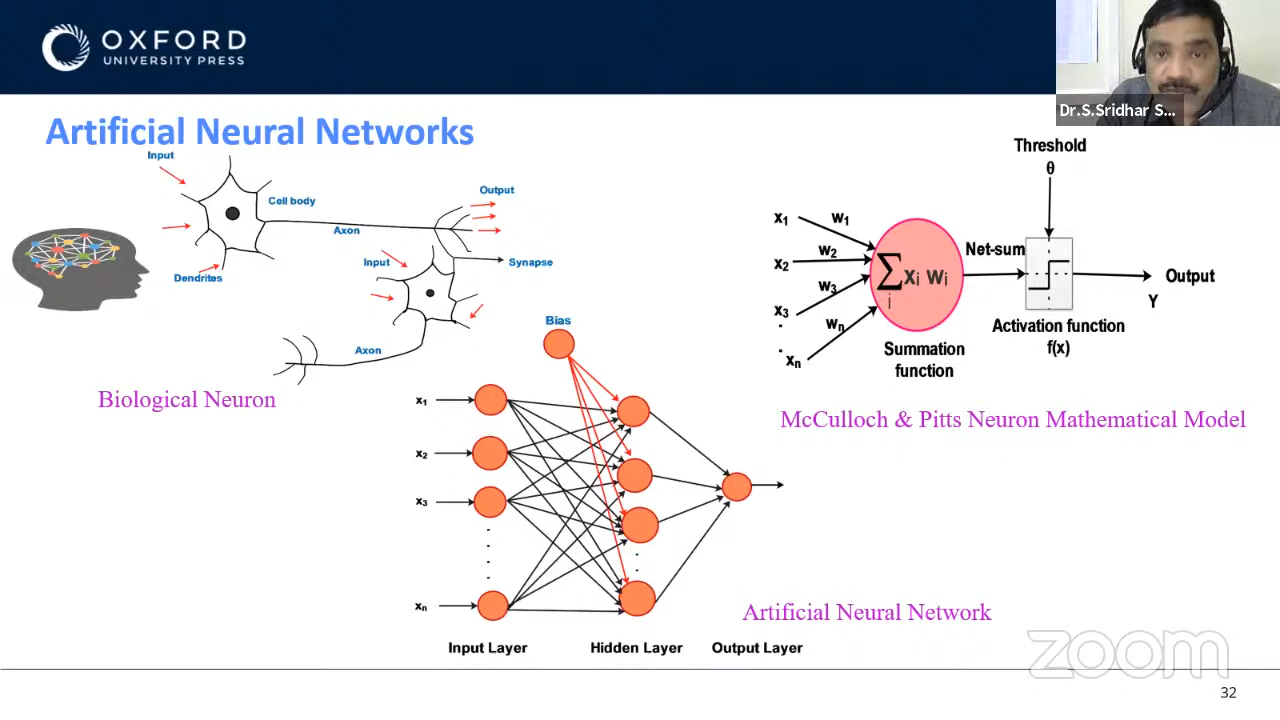 OXFORD
UNIVERSITY PRESS
Dr.S.Sridhar S...
Artificial Neural Networks
Input
Cell body
Output
Axon
Dendrites
Input
Synapse
Axon
Biological Neuron
Threshold
θ
x1
w1
x2
w2
x3
w3
xn
wn
∑ xi wi
i
Net-sum
Output
Y
Summation
function
Activation function
f(x)
McCulloch & Pitts Neuron Mathematical Model
Bias
x1
x2
x3
xn
Input Layer
Hidden Layer
Output Layer
Artificial Neural Network
zoom
32